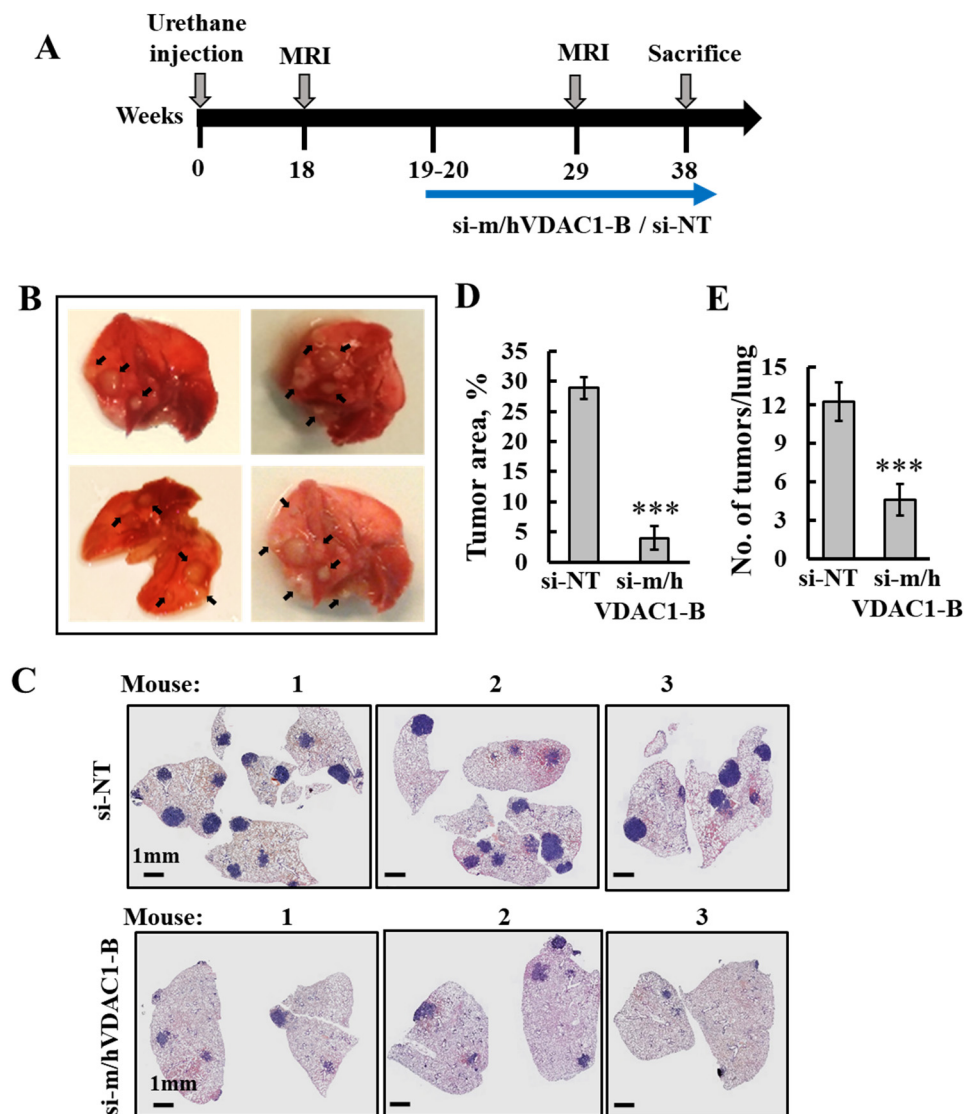 A
Urethane
injection
MRI
MRI
Sacrifice
Weeks
0
18
19-20
29
38
si-m/hVDAC1-B / si-NT
B
D
Tumor area, %
35
30
25
20
15
10
5
0
***
si-NT
si-m/h
VDAC1-B
E
No. of tumors/lung
15
12
9
6
3
0
***
si-NT
si-m/h
VDAC1-B
C
Mouse:
1
2
3
si-NT
1mm
Mouse:
1
2
3
si-m/hVDAC1-B
1mm